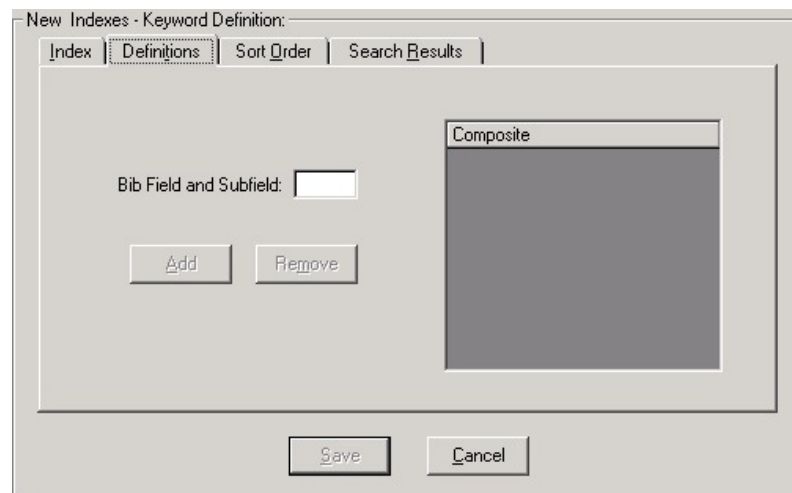 New Indexes - Keyword Definition:
Index Definitions Sort Order Search Results
Composite
Bib Field and Subfield:
Add Remove
Save Cancel